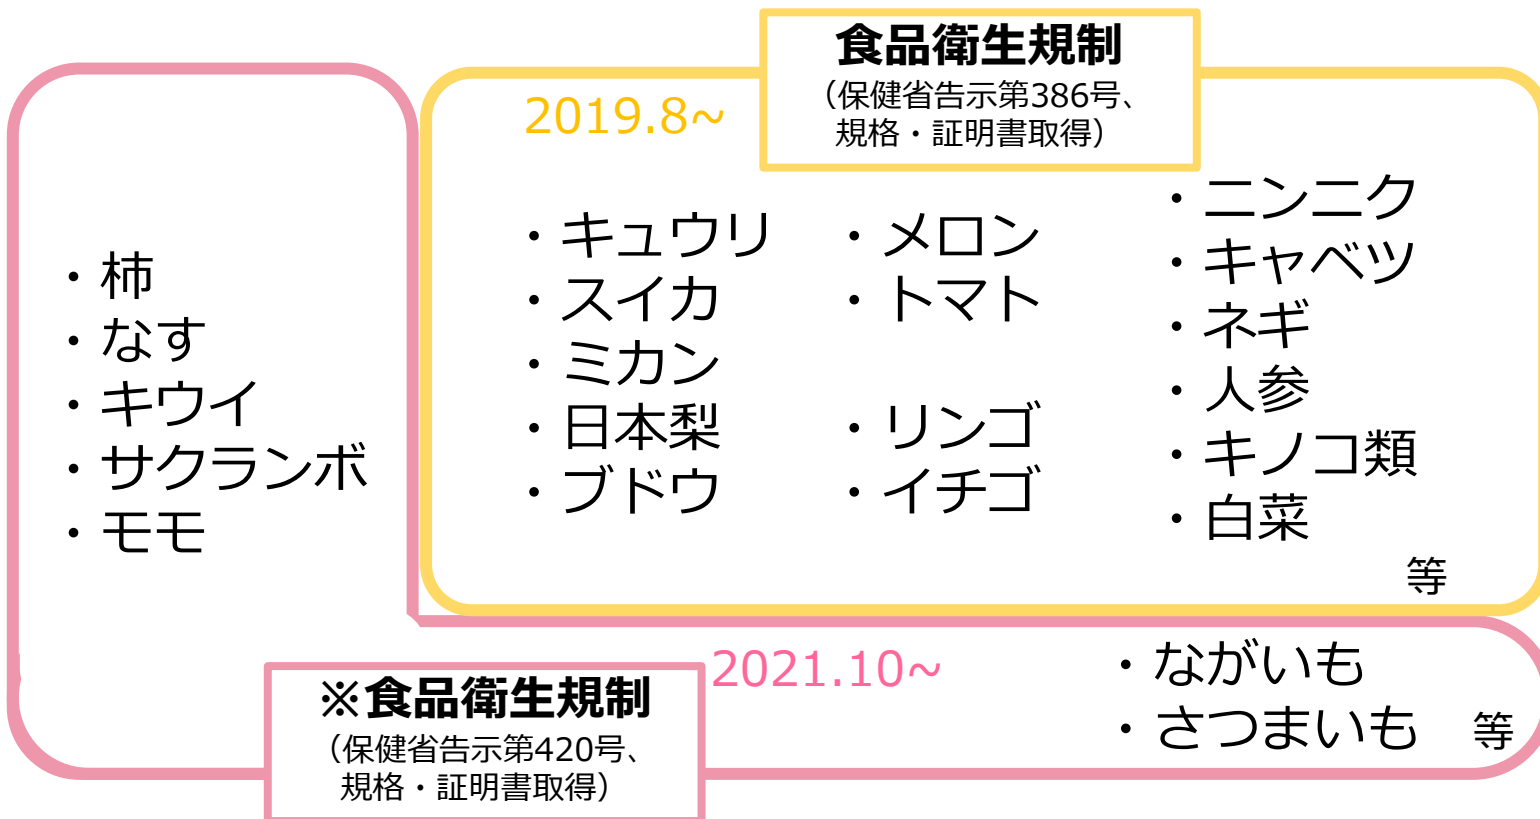 食品衛生規制
（保健省告示第386号、
規格・証明書取得）
2019.8~
・キュウリ
・スイカ
・ミカン
・日本梨
・ブドウ
・メロン
・トマト
・リンゴ
・イチゴ
・ニンニク
・キャベツ
・ネギ
・人参
・キノコ類
・白菜
等
・柿
・なす
・キウイ
・サクランボ
・モモ
※食品衛生規制
（保健省告示第420号、
規格・証明書取得）
2021.10~
・ながいも
・さつまいも 等